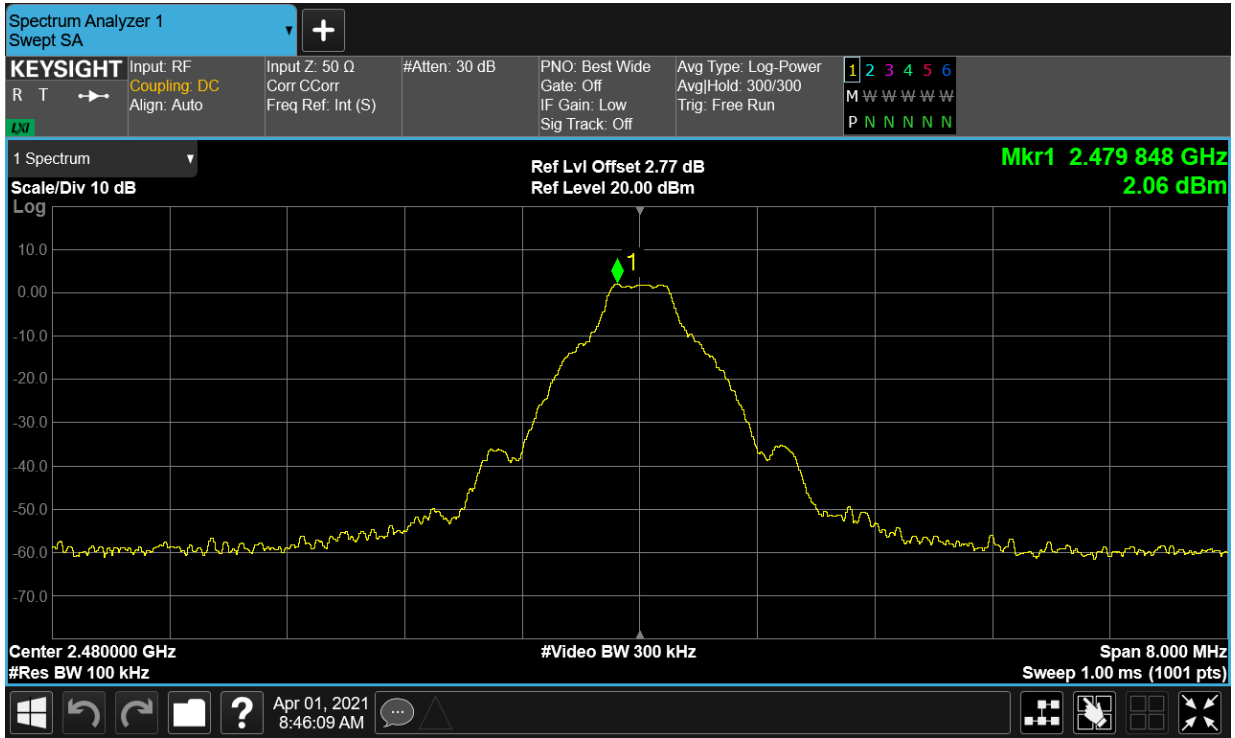 Spectrum Analyzer 1
Swept SA
KEYSIGHT
R T
LXI
Input: RF
Coupling: DC
Align: Auto
Input Z: 50 Ω
Corr CCorr
Freq Ref: Int (S)
#Atten: 30 dB
PNO: Best Wide
Gate: Off
IF Gain: Low
Sig Track: Off
Avg Type: Log-Power
Avg|Hold: 300/300
Trig: Free Run
1 2 3 4 5 6
M W W W W W
P N N N N N
1 Spectrum
Scale/Div 10 dB
Log
Ref Lvl Offset 2.77 dB
Ref Level 20.00 dBm
Mkr1 2.479 848 GHz
2.06 dBm
1
10.0
0.00
-10.0
-20.0
-30.0
-40.0
-50.0
-60.0
-70.0
Center 2.480000 GHz
#Res BW 100 kHz
#Video BW 300 kHz
Span 8.000 MHz
Sweep 1.00 ms (1001 pts)
?
Apr 01, 2021
8:46:09 AM